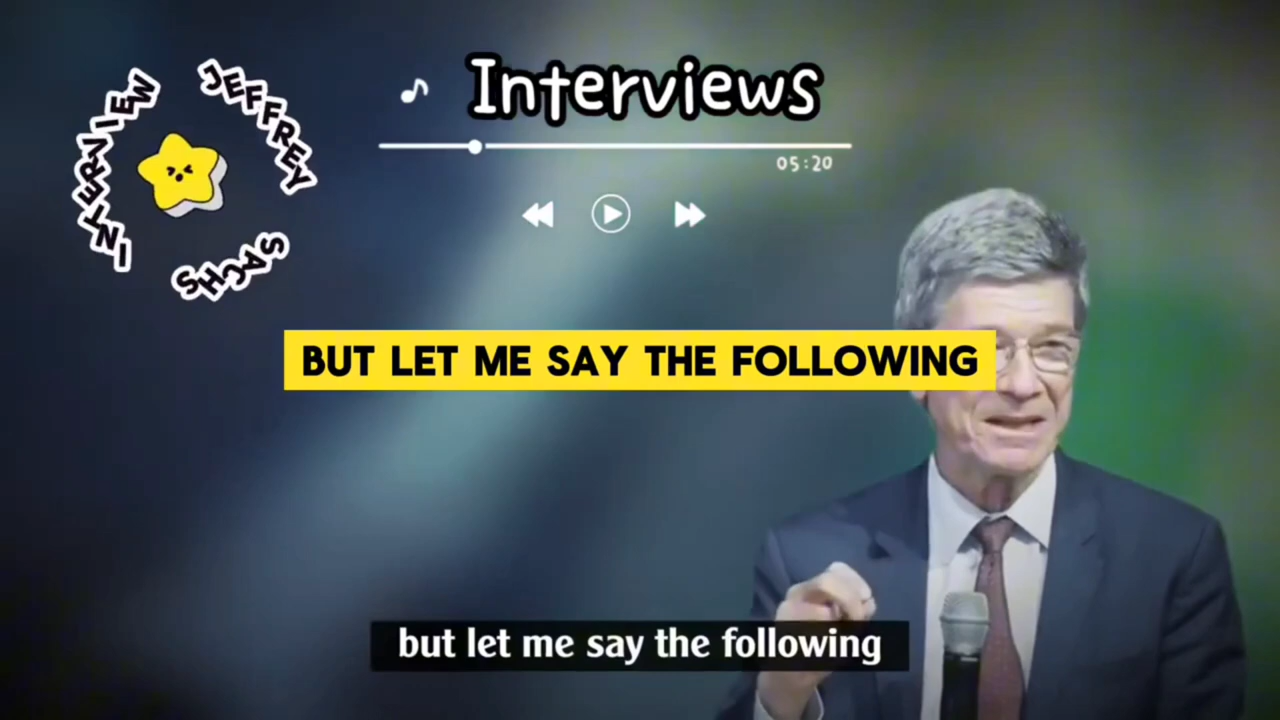 INTERVIEW
JEFFREY
SACHS
Interviews
05:20
BUT LET ME SAY THE FOLLOWING
but let me say the following